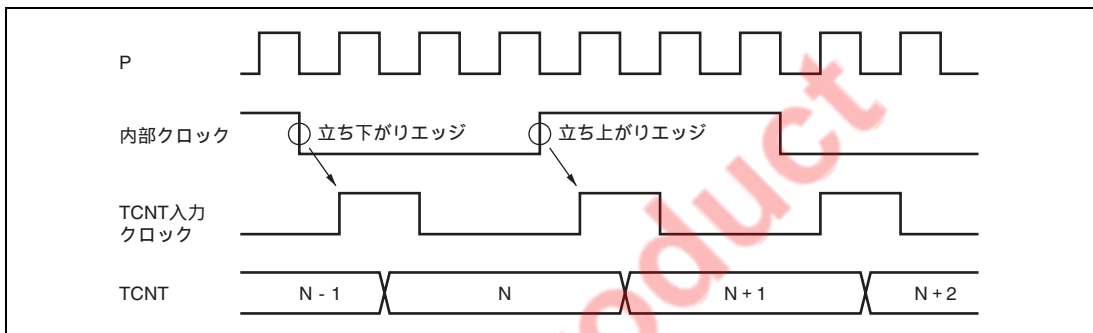 P
内部クロック
立ち下がりエッジ
立ち上がりエッジ
TCNT入力
クロック
TCNT
N - 1
N
N + 1
N + 2